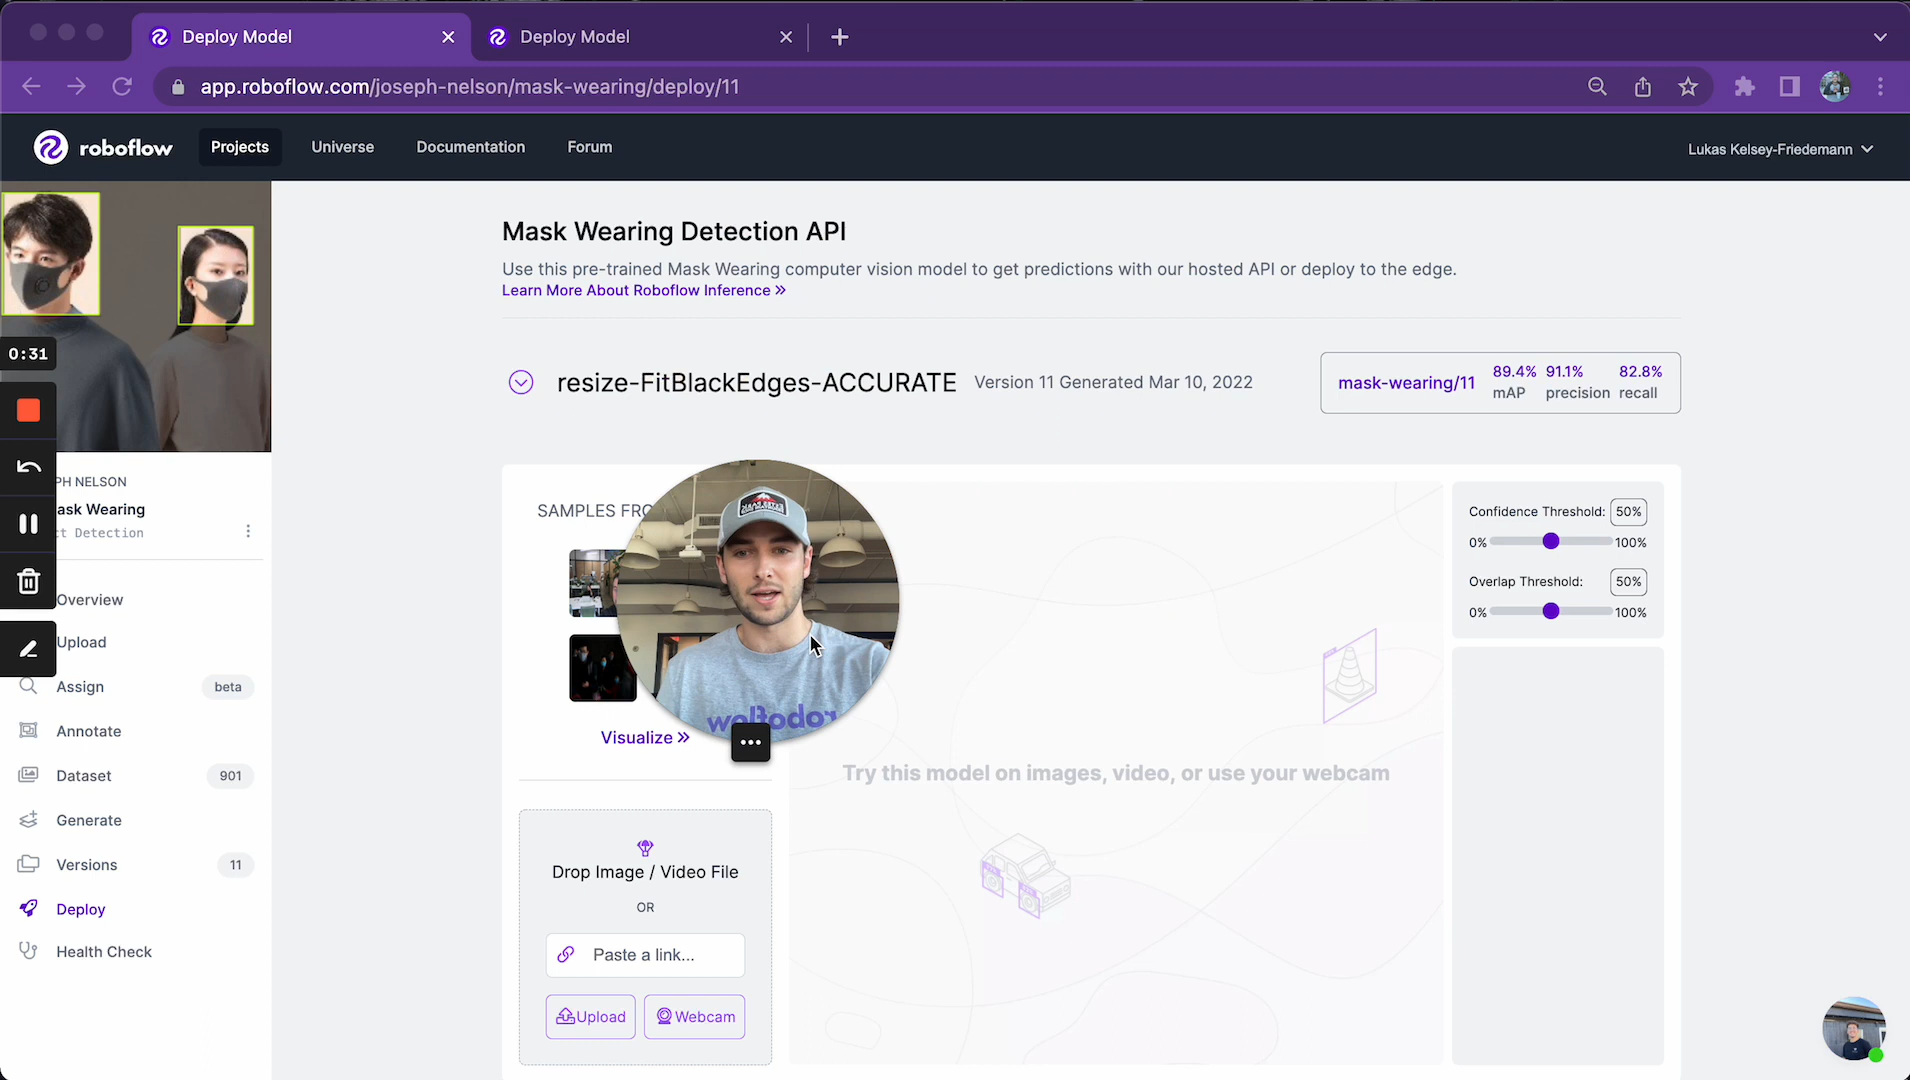 Deploy Model
Deploy Model
app.roboflow.com/joseph-nelson/mask-wearing/deploy/11
roboflow
Projects
Universe
Documentation
Forum
Lukas Kelsey-Friedemann
0:31
PH NELSON
ask Wearing
ct Detection
Overview
Upload
Assign
beta
Annotate
Dataset
901
Generate
Versions
11
Deploy
Health Check
Mask Wearing Detection API
Use this pre-trained Mask Wearing computer vision model to get predictions with our hosted API or deploy to the edge.
Learn More About Roboflow Inference »
resize-FitBlackEdges-ACCURATE
Version 11 Generated Mar 10, 2022
mask-wearing/11
89.4% 91.1% 82.8%
mAP precision recall
SAMPLES FRO
Visualize »
Drop Image / Video File
OR
Paste a link...
Upload
Webcam
Try this model on images, video, or use your webcam
Confidence Threshold: 50%
0% 100%
Overlap Threshold: 50%
0% 100%